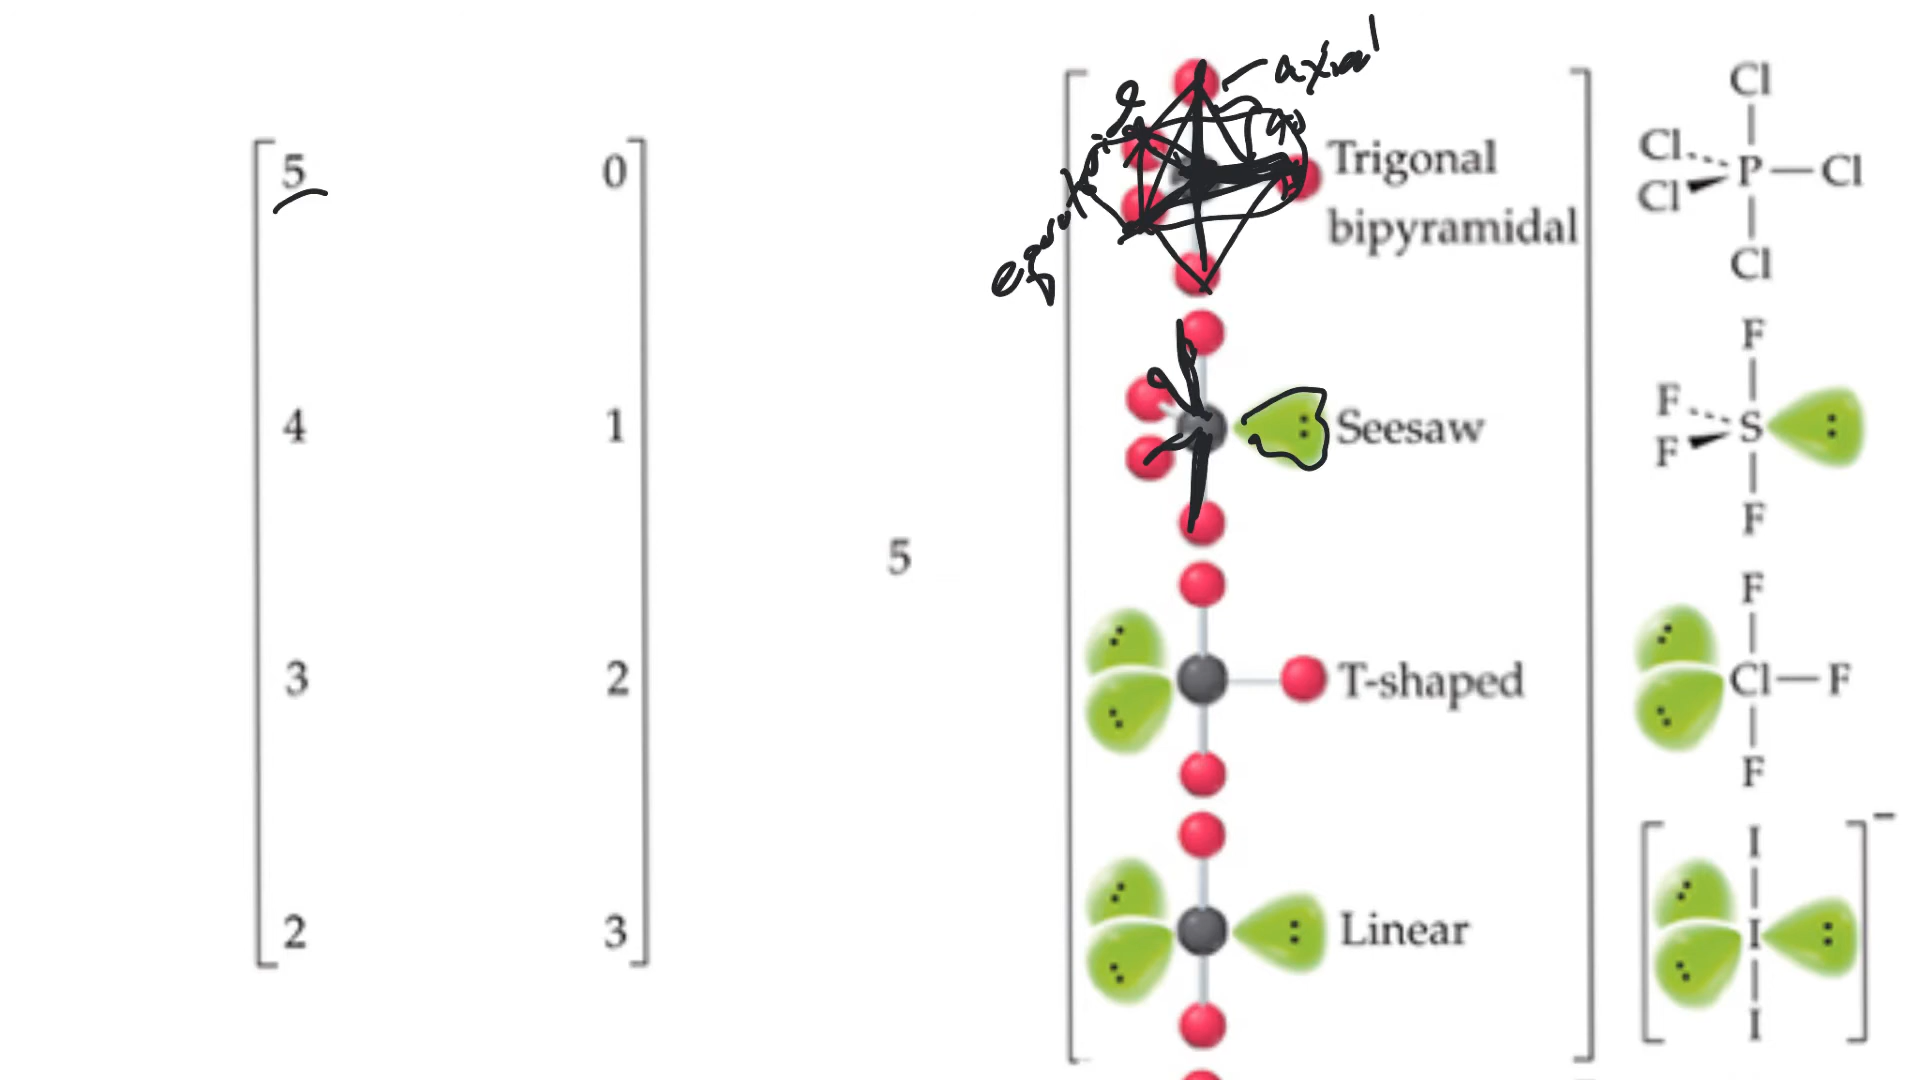 axial
90
equatorial
5 0 Trigonal
bipyramidal
Cl
Cl
Cl
P
Cl
Cl
4 1 Seesaw
F
F
F
S
F
5
3 2 T-shaped
F
Cl F
F
2 3 Linear
I
I
I
−